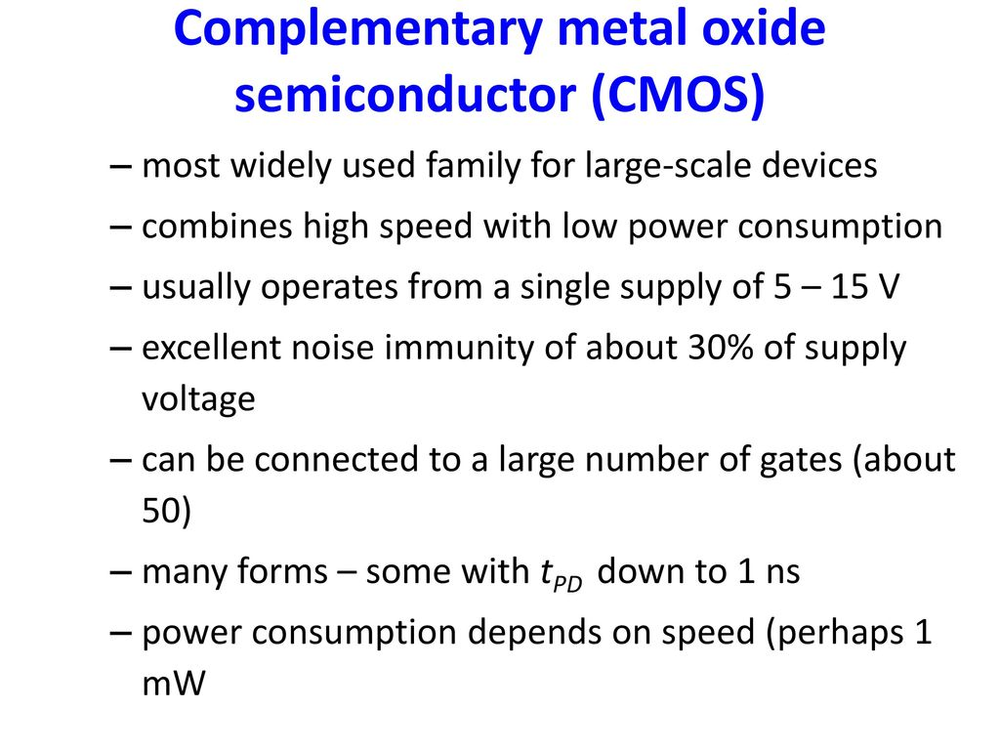 Complementary metal oxide
semiconductor (CMOS)
– most widely used family for large-scale devices
– combines high speed with low power consumption
– usually operates from a single supply of 5 – 15 V
– excellent noise immunity of about 30% of supply
voltage
– can be connected to a large number of gates (about
50)
– many forms – some with tPD down to 1 ns
– power consumption depends on speed (perhaps 1
mW